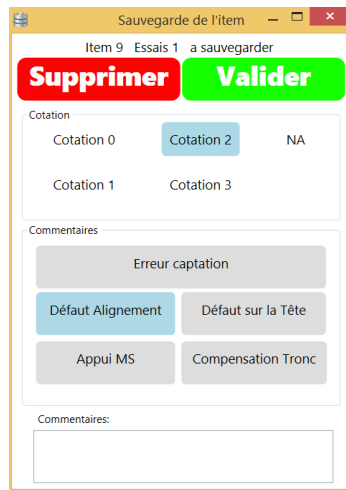 Sauvegarde de l'item
Item 9 Essais 1 a sauvegarder
Supprimer Valider
Cotation
Cotation 0 Cotation 2 NA
Cotation 1 Cotation 3
Commentaires
Erreur captation
Défaut Alignement Défaut sur la Tête
Appui MS Compensation Tronc
Commentaires: